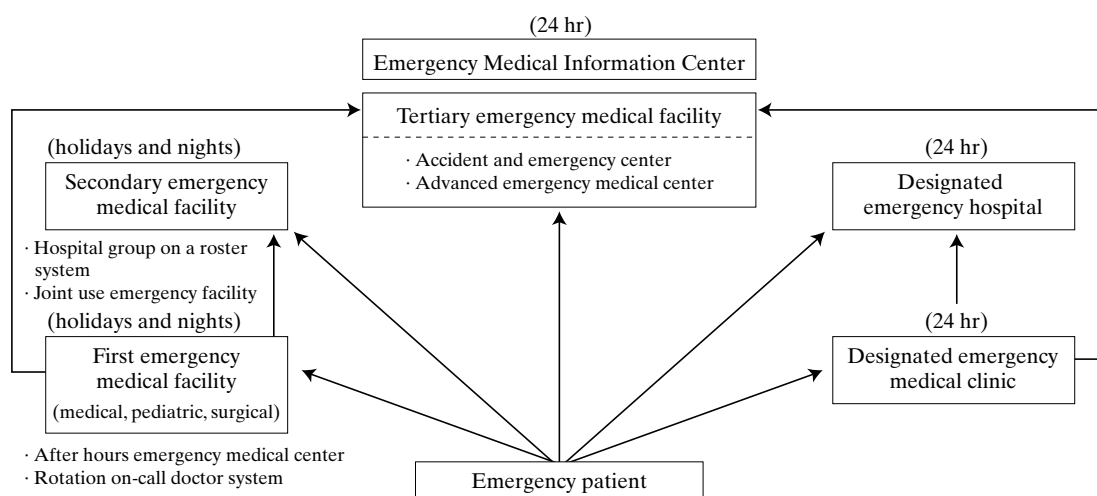 (24 hr)
Emergency Medical Information Center
Tertiary emergency medical facility
· Accident and emergency center
· Advanced emergency medical center
(holidays and nights)
Secondary emergency
medical facility
· Hospital group on a roster
system
· Joint use emergency facility
(holidays and nights)
First emergency
medical facility
(medical, pediatric, surgical)
· After hours emergency medical center
· Rotation on-call doctor system
(24 hr)
Designated
emergency hospital
(24 hr)
Designated emergency
medical clinic
Emergency patient